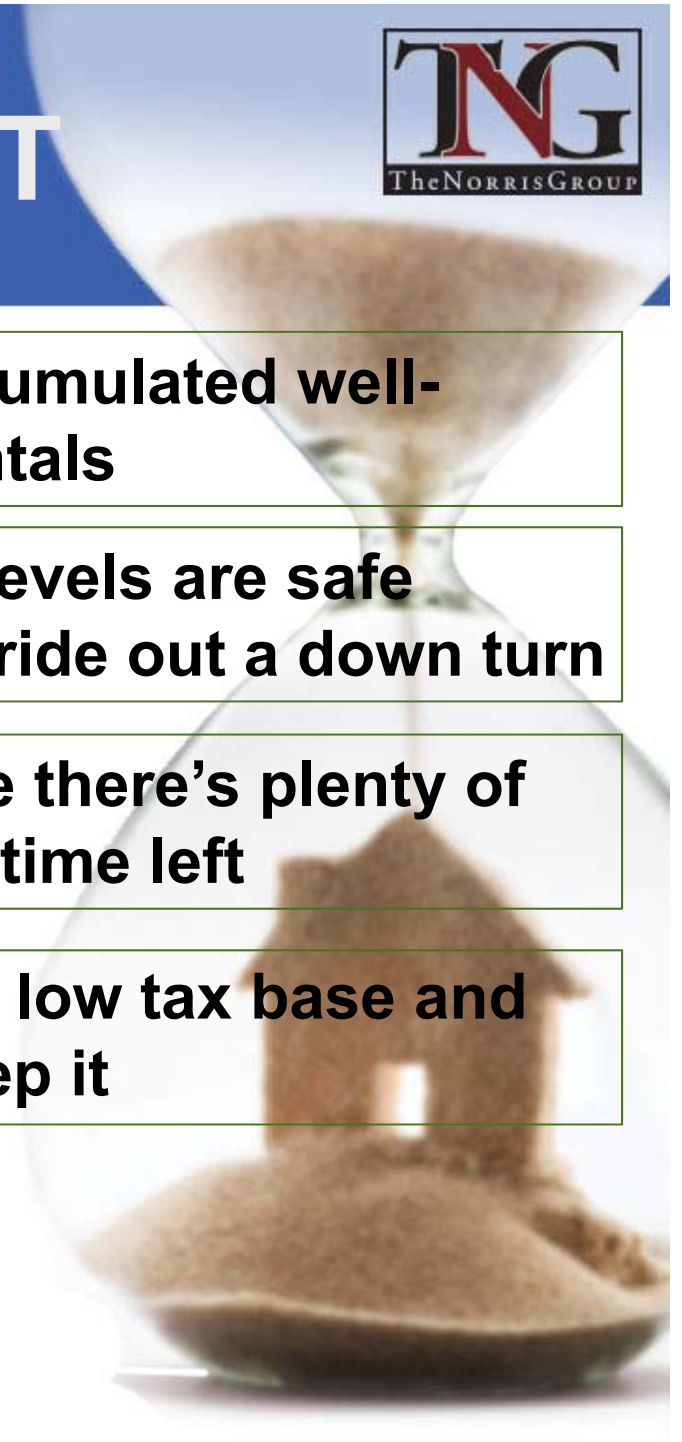 T
TNG
THENORRISGROUP
umulated well-
ntals
evels are safe
ride out a down turn
e there’s plenty of
time left
low tax base and
ep it